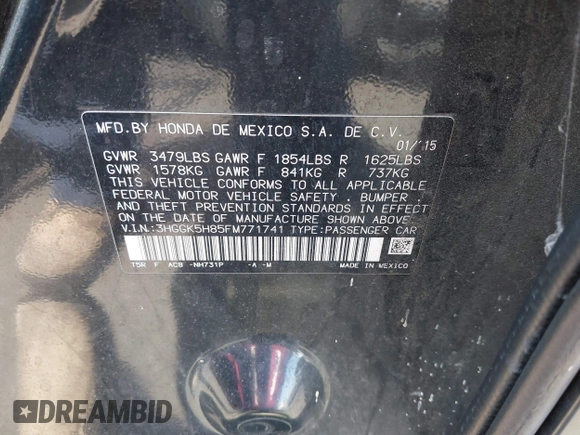 MFD.BY HONDA DE MEXICO S.A. DE C.V.
01/15
GVWR 3479LBS GAWR F 1854LBS R 1625LBS
GVWR 1578KG GAWR F 841KG R 737KG
THIS VEHICLE CONFORMS TO ALL APPLICABLE
FEDERAL MOTOR VEHICLE SAFETY, BUMPER,
AND THEFT PREVENTION STANDARDS IN EFFECT
ON THE DATE OF MANUFACTURE SHOWN ABOVE.
V.I.N.:3HGGK5H85FM771741 TYPE:PASSENGER CAR
T5R F AC8 -NH731P -A -M MADE IN MEXICO
DREAMBID